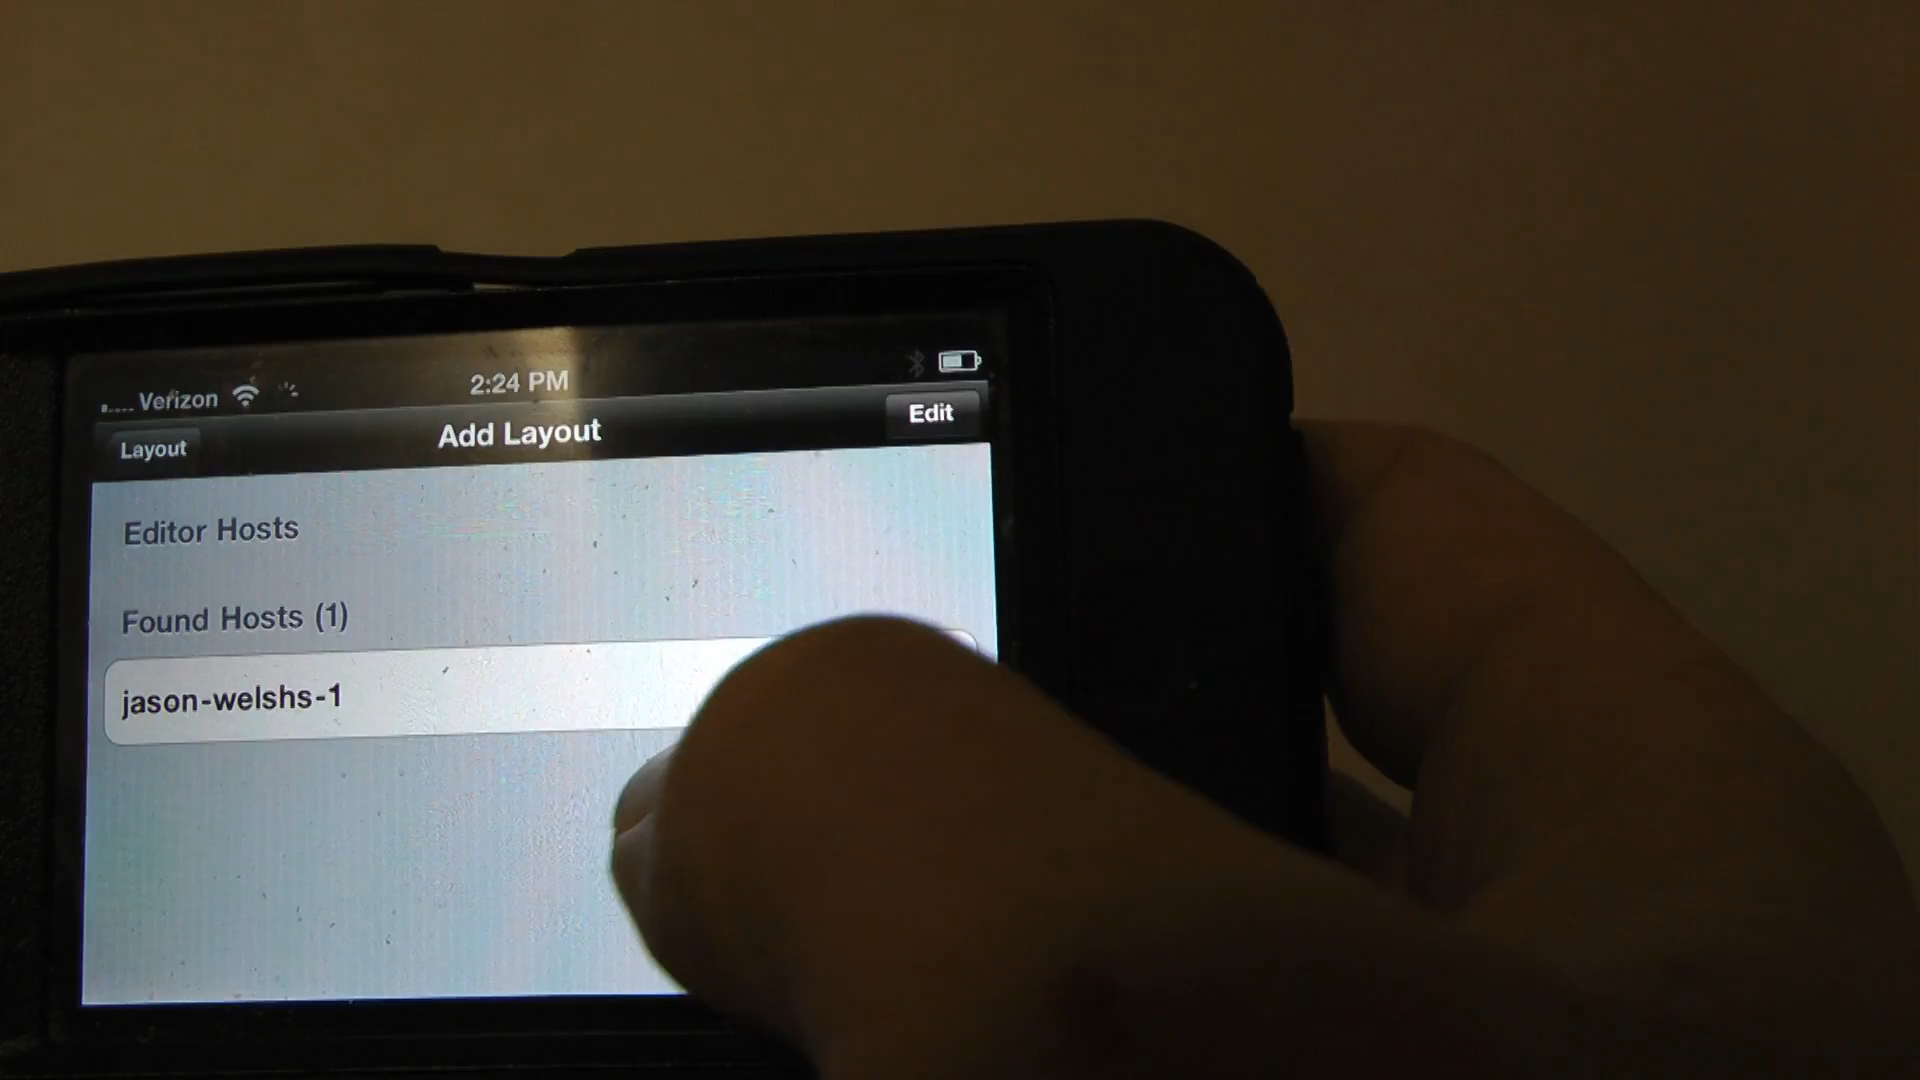 Verizon
2:24 PM
Layout
Add Layout
Edit
Editor Hosts
Found Hosts (1)
jason-welshs-1